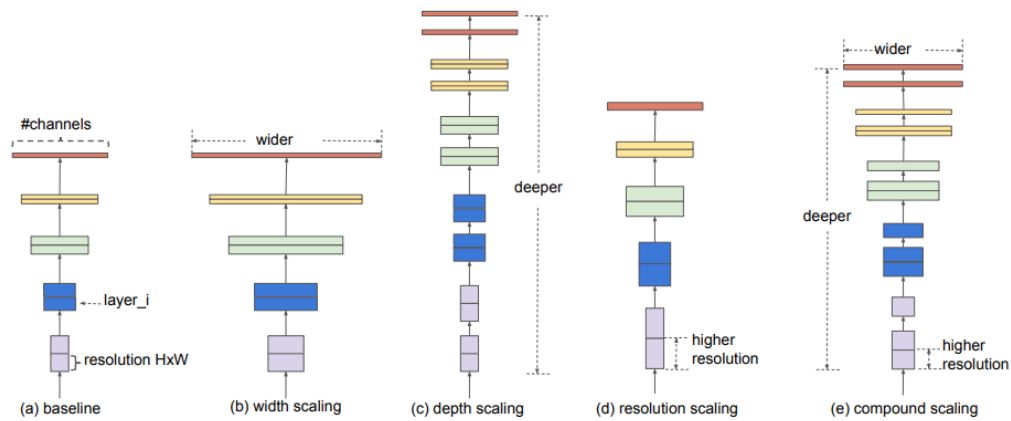 #channels
layer_i
resolution HxW
(a) baseline
wider
(b) width scaling
deeper
(c) depth scaling
higher
resolution
(d) resolution scaling
wider
deeper
higher
resolution
(e) compound scaling